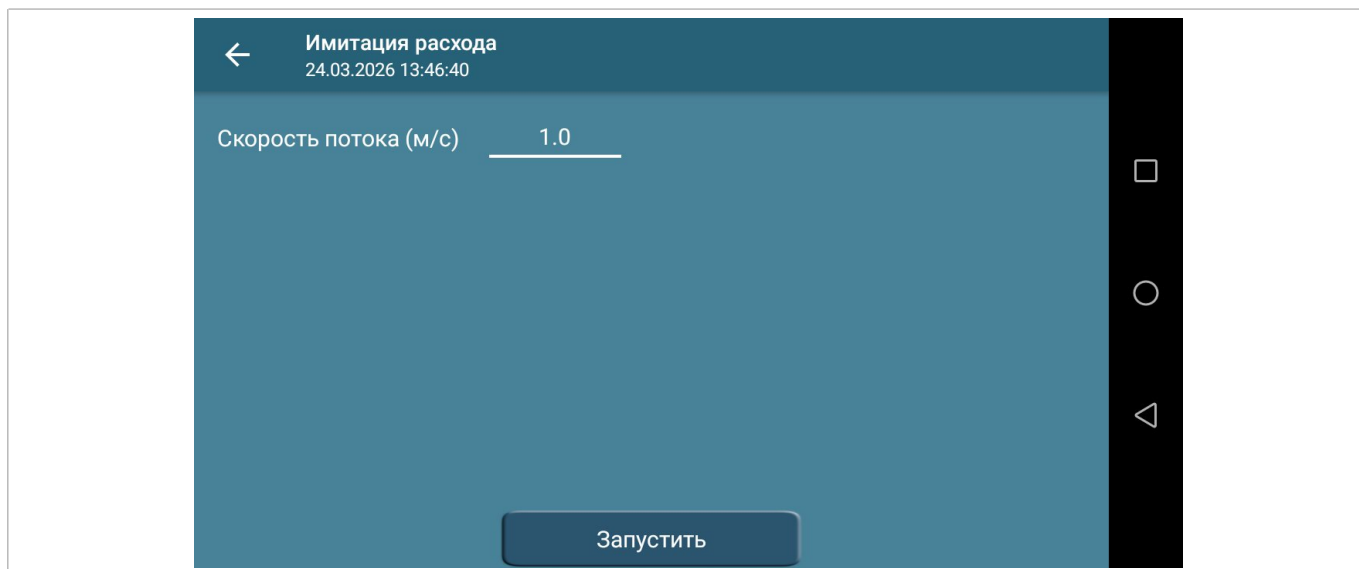 Имитация расхода
24.03.2026 13:46:40
Скорость потока (м/с) 1.0
Запустить